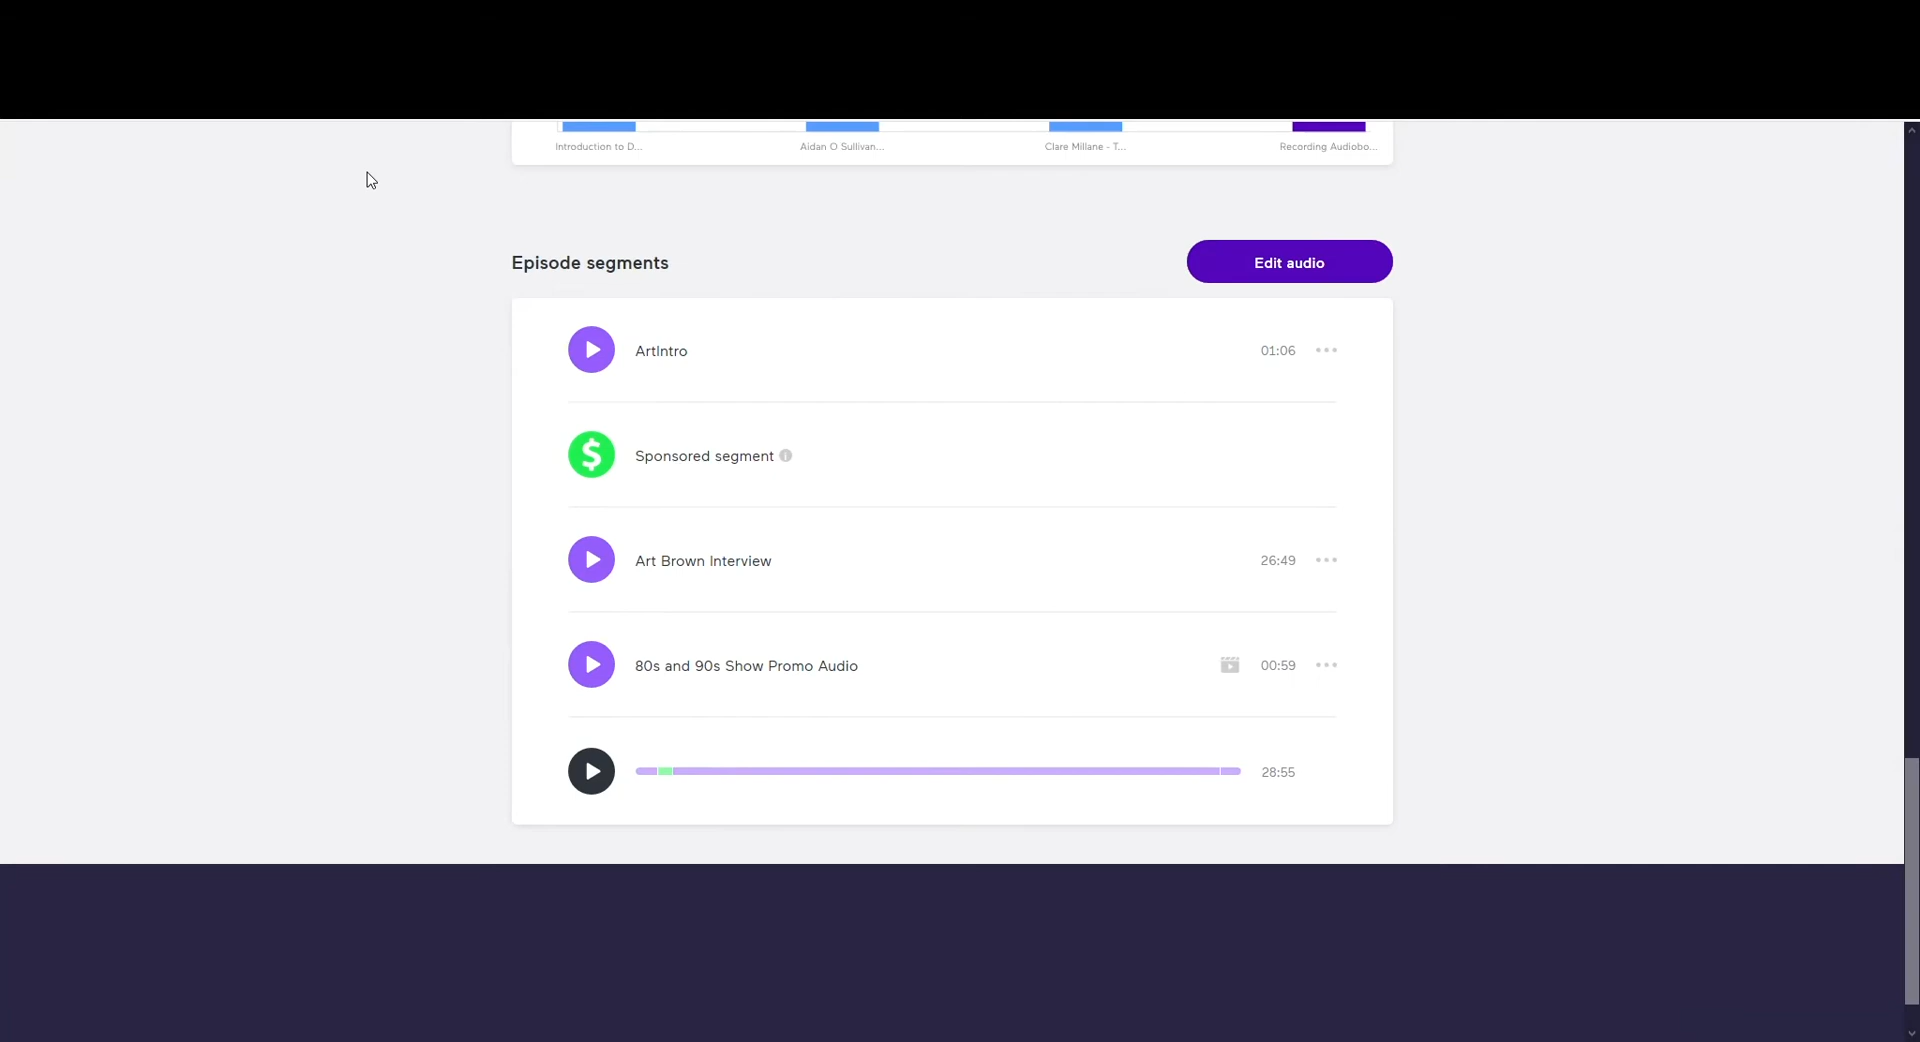 Introduction to D...
Aidan O Sullivan...
Clare Millane - T...
Recording Audiobo...
Episode segments
Edit audio
ArtIntro
01:06
Sponsored segment
Art Brown Interview
26:49
80s and 90s Show Promo Audio
00:59
28:55